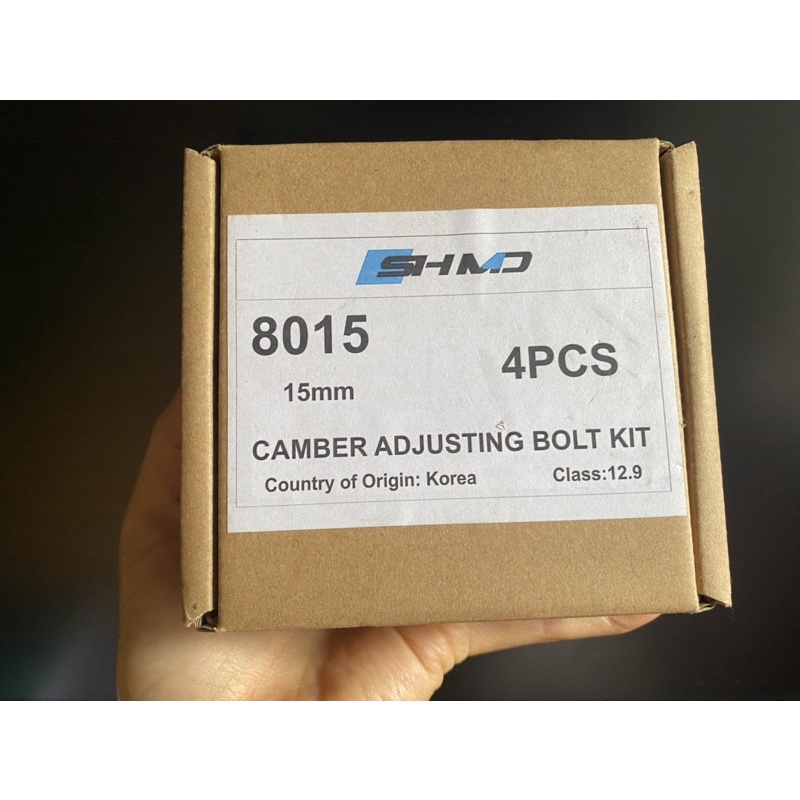 SHMD
8015
4PCS
15mm
CAMBER ADJUSTING BOLT KIT
Country of Origin: Korea
Class:12.9